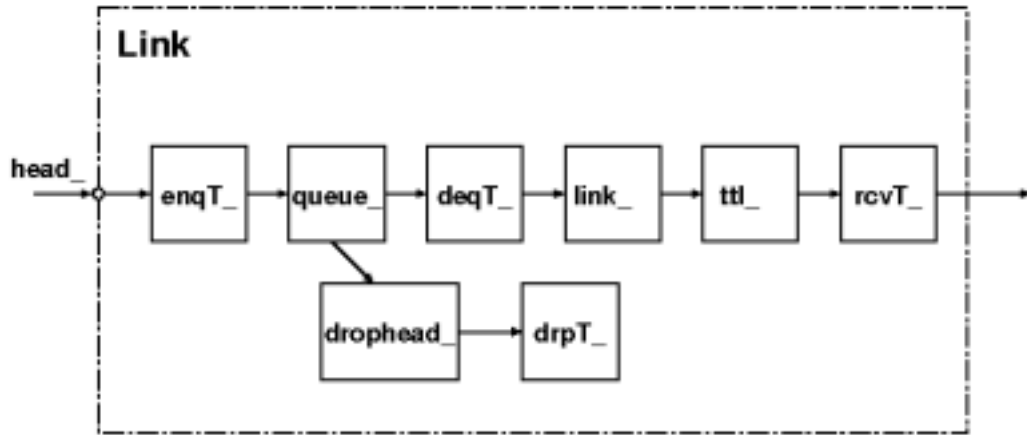 Link
head_
enqT_
queue_
deqT_
link_
ttl_
rcvT_
drophead_
drpT_